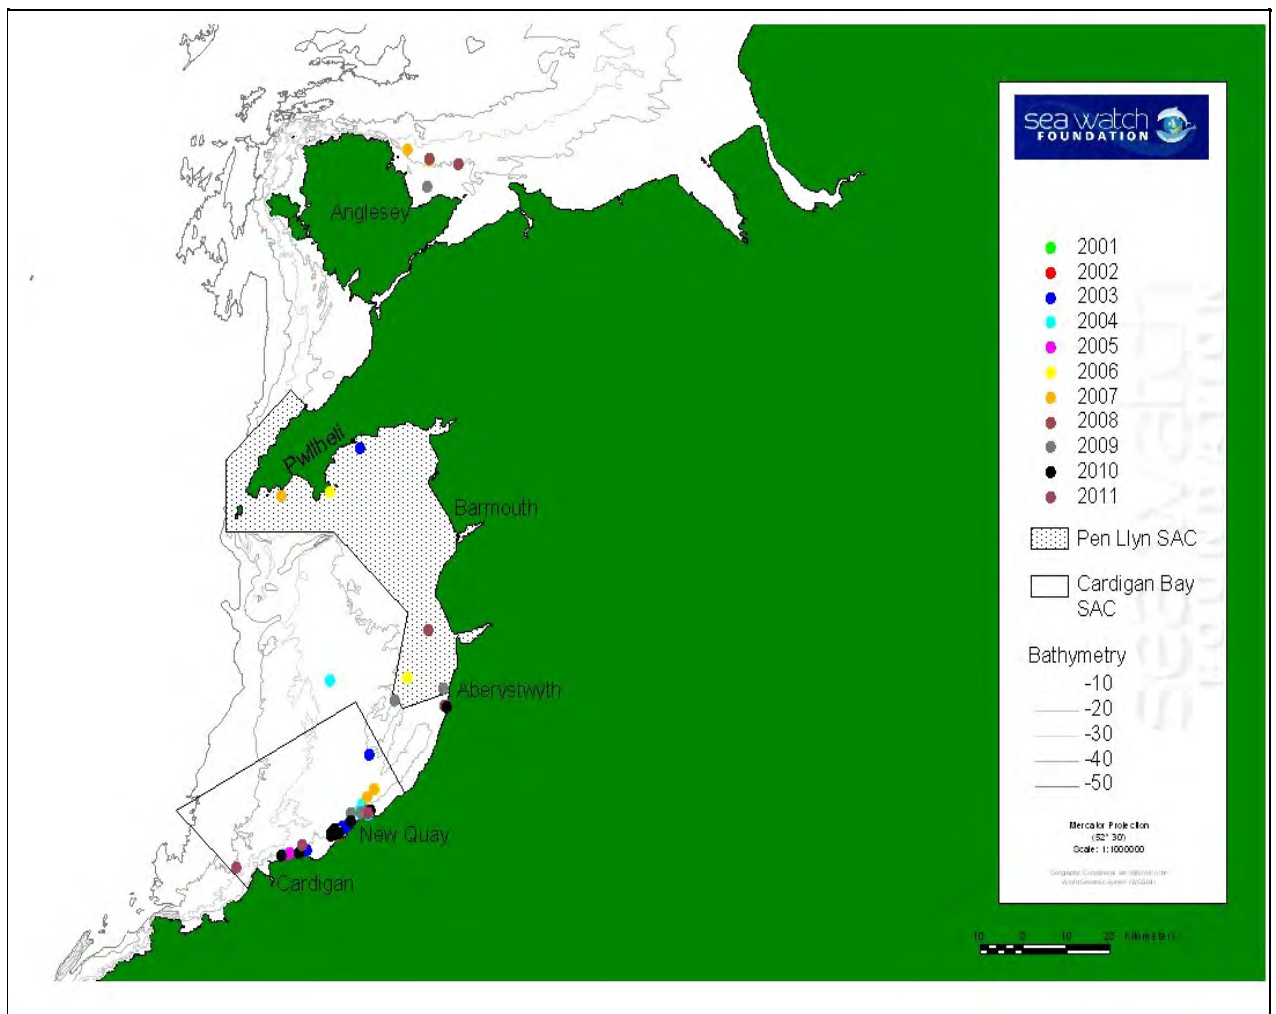 sea watch
FOUNDATION
Anglesey
2001
2002
2003
2004
2005
2006
2007
2008
2009
2010
2011
Pwllheli
Barmouth
Pen Llyn SAC
Cardigan Bay
SAC
Bathymetry
-10
-20
-30
-40
-50
Aberystwyth
New Quay
Cardigan
Mercator Projection
(52° 30)
Scale: 1:1000000
10 0 10 20 Kilometers